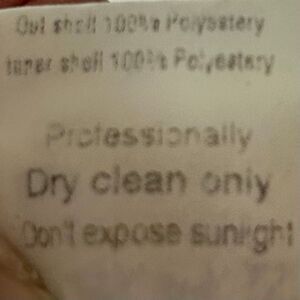 Out shell 100% Polyestery
Inner shell 100% Polyestery
Professionally
Dry clean only
Don't expose sunlight